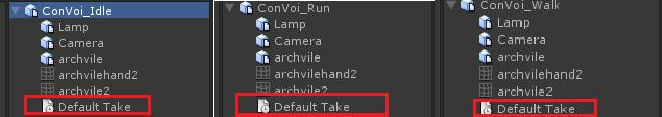 ConVoi_Idle
Lamp
Camera
archvile
archvilehand2
archvile2
Default Take
ConVoi_Run
Lamp
Camera
archvile
archvilehand2
archvile2
Default Take
ConVoi_Walk
Lamp
Camera
archvile
archvilehand2
archvile2
Default Take